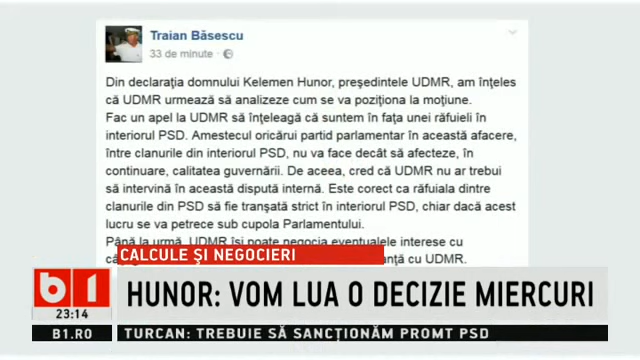 Traian Băsescu
33 de minute
Din declarația domnului Kelemen Hunor, președintele UDMR, am înțeles
că UDMR urmează să analizeze cum se va poziționa la moțiune.
Fac un apel la UDMR să înțeleagă că suntem în fața unei răfuieli în
interiorul PSD. Amestecul oricărui partid parlamentar în această afacere,
între clanurile din interiorul PSD, nu va face decât să afecteze, în
continuare, calitatea guvernării. De aceea, cred că UDMR nu ar trebui
să intervină în această dispută internă. Este corect ca răfuiala dintre
clanurile din PSD să fie tranșată strict în interiorul PSD, chiar dacă acest
lucru se va petrece sub cupola Parlamentului.
Până la urmă, UDMR își poate negocia eventualele interese cu
cu UDMR.
CALCULE ŞI NEGOCIERI
b1
HUNOR: VOM LUA O DECIZIE MIERCURI
23:14
B1.RO
TURCAN: TREBUIE SĂ SANCȚIONĂM PROMT PSD